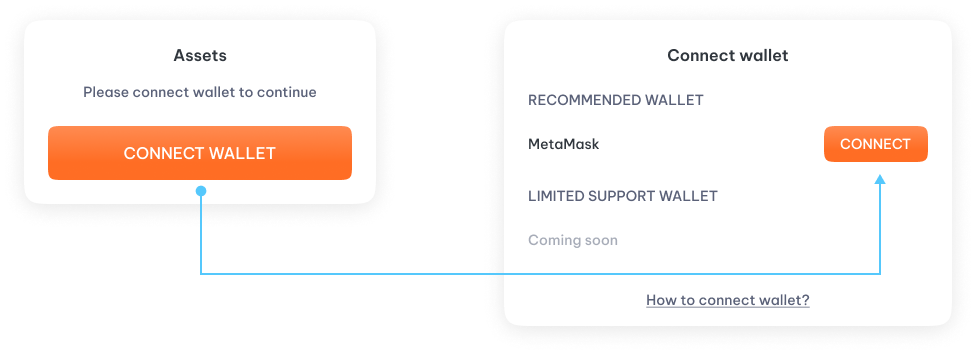 Assets
Please connect wallet to continue
CONNECT WALLET
Connect wallet
RECOMMENDED WALLET
MetaMask
CONNECT
LIMITED SUPPORT WALLET
Coming soon
How to connect wallet?